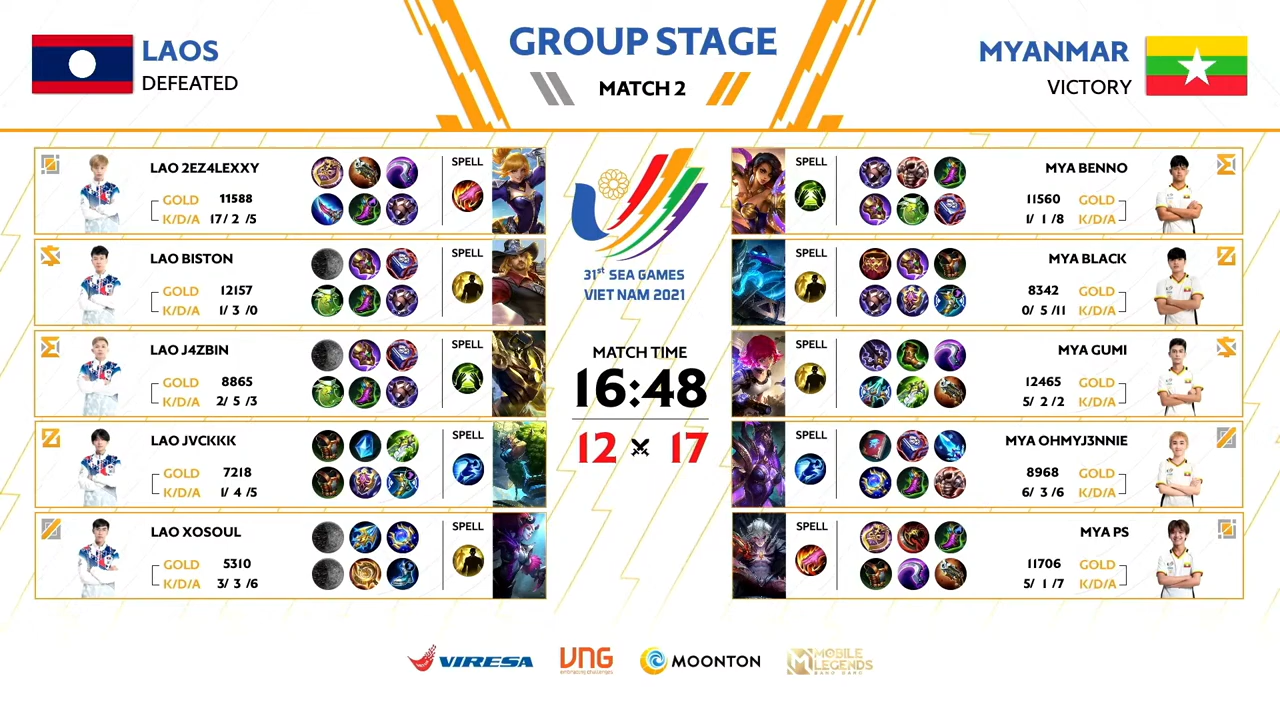 LAOS
DEFEATED
GROUP STAGE
MATCH 2
MYANMAR
VICTORY
LAO 2EZ4LEXXY
GOLD 11588
K/D/A 17/ 2 /5
SPELL
LAO BISTON
GOLD 12157
K/D/A 1/ 3 /0
SPELL
LAO J4ZBIN
GOLD 8865
K/D/A 2/ 5 /3
SPELL
LAO JVCKKK
GOLD 7218
K/D/A 1/ 4 /5
SPELL
LAO XOSOUL
GOLD 5310
K/D/A 3/ 3 /6
SPELL
31st SEA GAMES
VIET NAM 2021
MATCH TIME
16:48
12 17
SPELL
MYA BENNO
11560 GOLD
1/ 1 /8 K/D/A
SPELL
MYA BLACK
8342 GOLD
0/ 5 /11 K/D/A
SPELL
MYA GUMI
12465 GOLD
5/ 2 /2 K/D/A
SPELL
MYA OHMYJ3NNIE
8968 GOLD
6/ 3 /6 K/D/A
SPELL
MYA PS
11706 GOLD
5/ 1 /7 K/D/A
VIRESA
VNG
embracing challenges
MOONTON
MOBILE
LEGENDS
BANG BANG